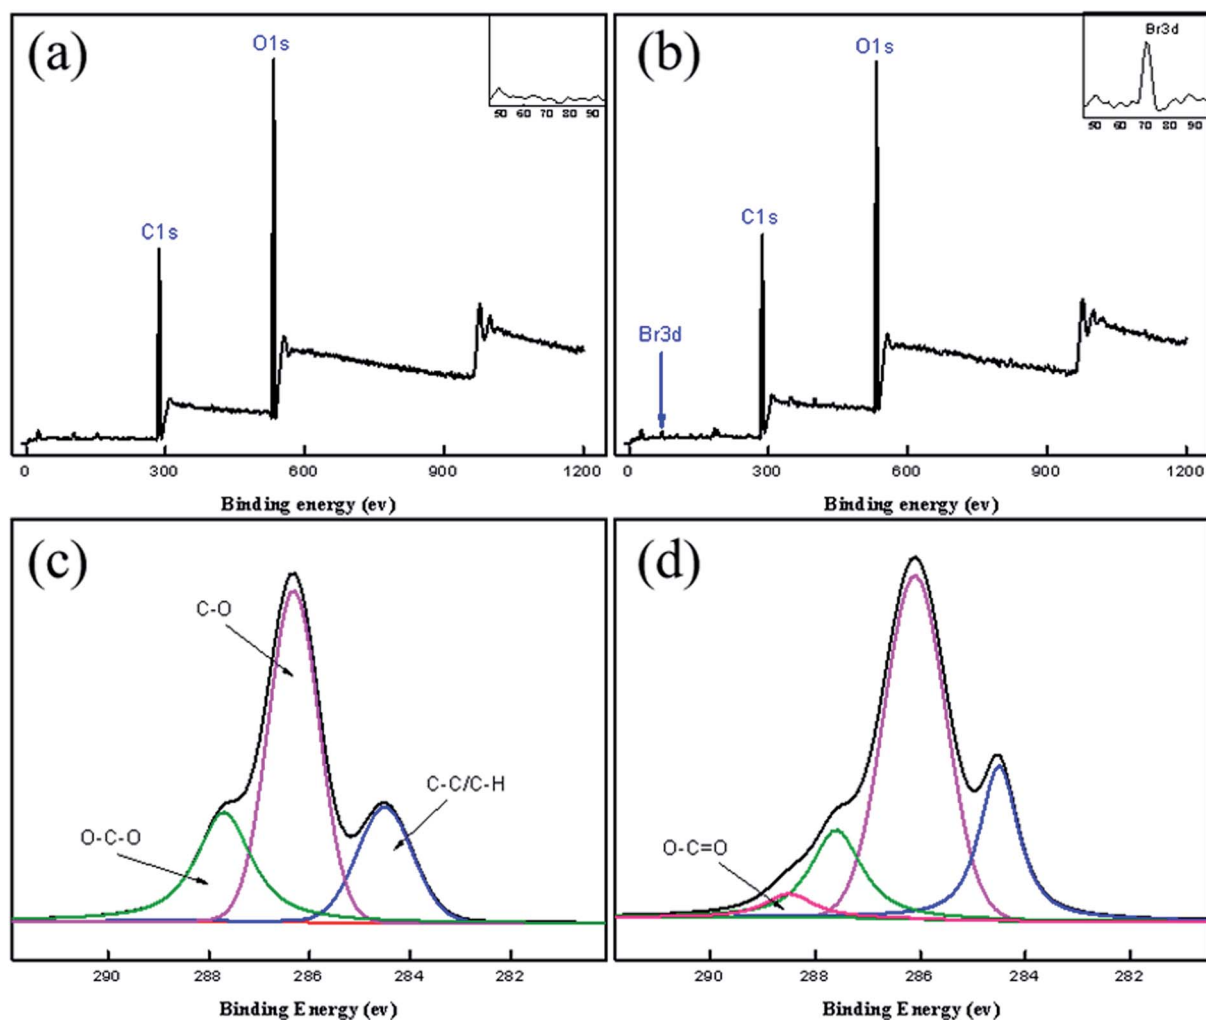 (a)
O1s
C1s
50 60 70 80 90
0 300 600 900 1200
Binding energy (ev)
(b)
O1s
Br3d
C1s
Br3d
50 60 70 80 90
0 300 600 900 1200
Binding energy (ev)
(c)
C-O
C-C/C-H
O-C-O
290 288 286 284 282
Binding Energy (ev)
(d)
O-C=O
290 288 286 284 282
Binding Energy (ev)